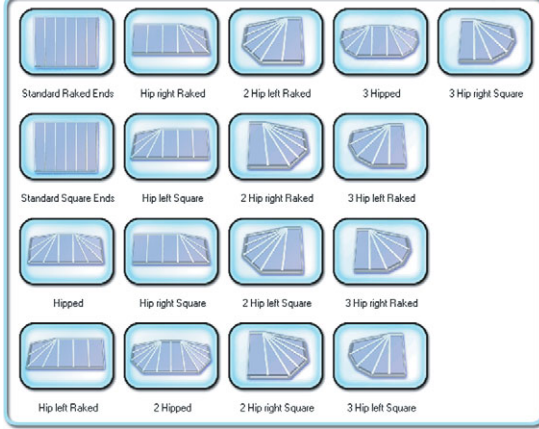 Standard Raked Ends
Hip right Raked
2 Hip left Raked
3 Hipped
3 Hip right Square
Standard Square Ends
Hip left Square
2 Hip right Raked
3 Hip left Raked
Hipped
Hip right Square
2 Hip left Square
3 Hip right Raked
Hip left Raked
2 Hipped
2 Hip right Square
3 Hip left Square